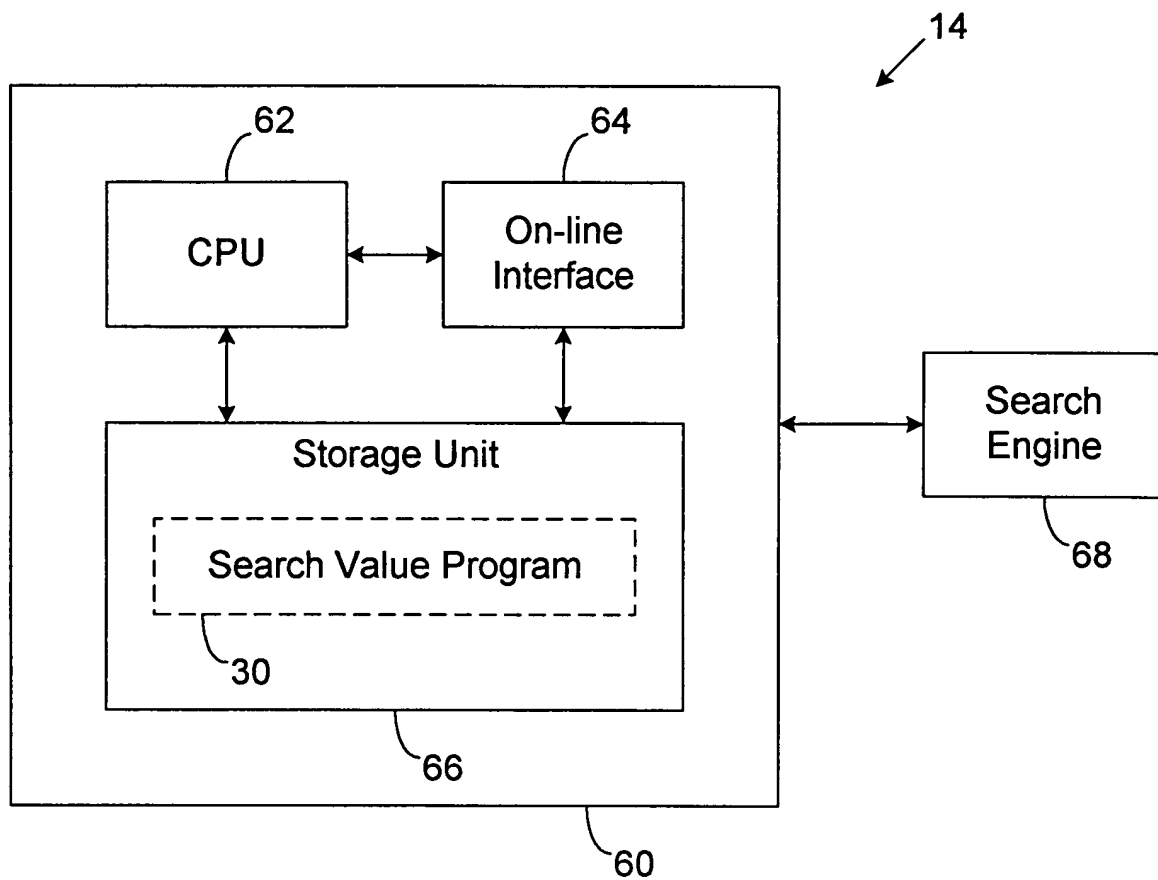 14
62
64
CPU
On-line
Interface
Storage Unit
Search Value Program
30
66
60
Search
Engine
68